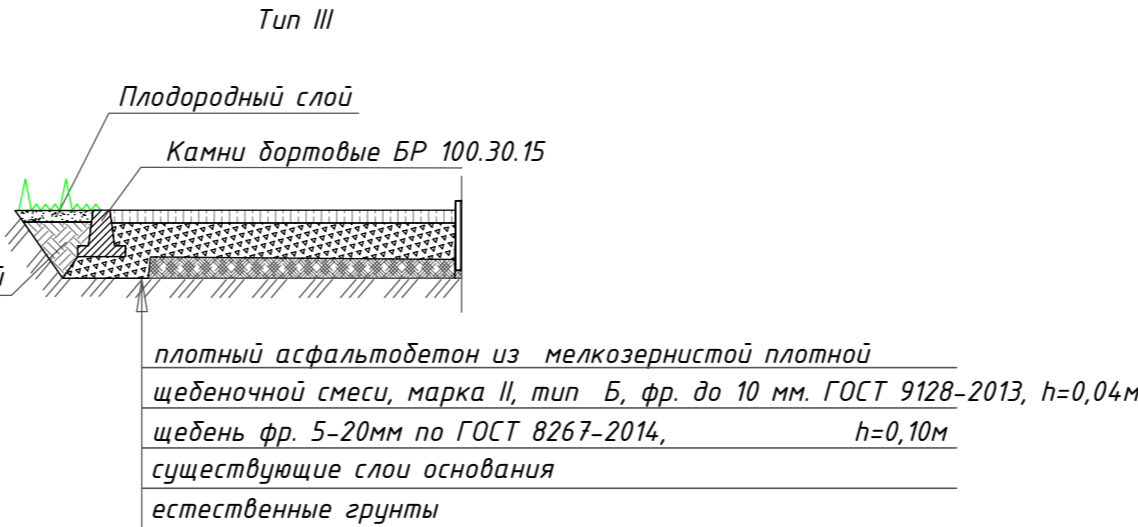 Тип III
Плодородный слой
Камни бортовые БР 100.30.15
плотный асфальтобетон из мелкозернистой плотной
щебеночной смеси, марка II, тип Б, фр. до 10 мм. ГОСТ 9128-2013, h=0,04м
щебень фр. 5-20мм по ГОСТ 8267-2014, h=0,10м
существующие слои основания
естественные грунты